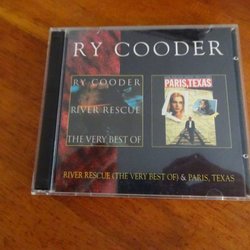 RY COODER
RY COODER
RIVER RESCUE
THE VERY BEST OF
PARIS, TEXAS
RIVER RESCUE (THE VERY BEST OF) & PARIS, TEXAS